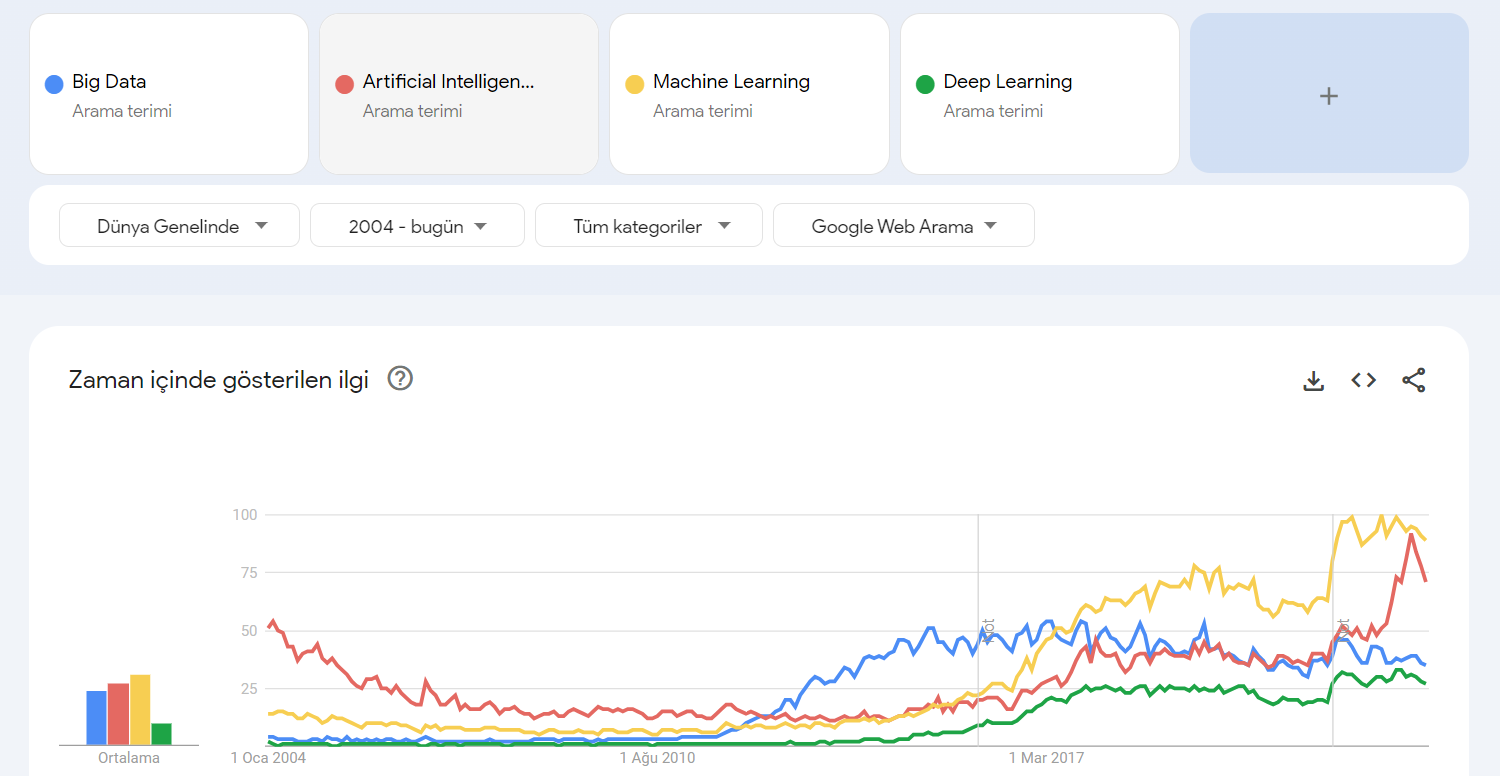 Big Data
Arama terimi
Artificial Intelligen...
Arama terimi
Machine Learning
Arama terimi
Deep Learning
Arama terimi
+
Dünya Genelinde
2004 - bugün
Tüm kategoriler
Google Web Arama
Zaman içinde gösterilen ilgi
?
100
75
50
25
Not
Not
Ortalama
1 Oca 2004
1 Ağu 2010
1 Mar 2017